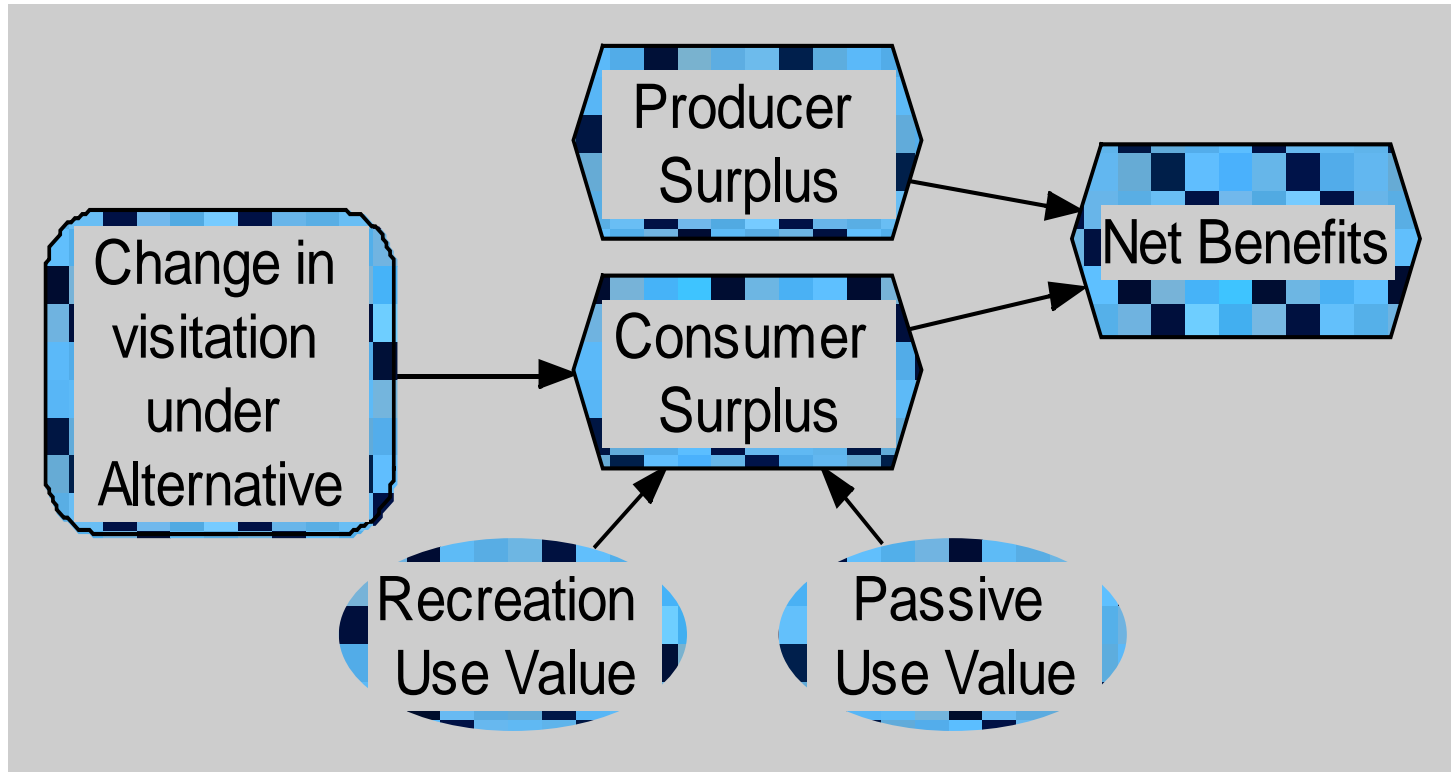 Producer
Surplus
Net Benefits
Change in
visitation
under
Alternative
Consumer
Surplus
Recreation
Use Value
Passive
Use Value